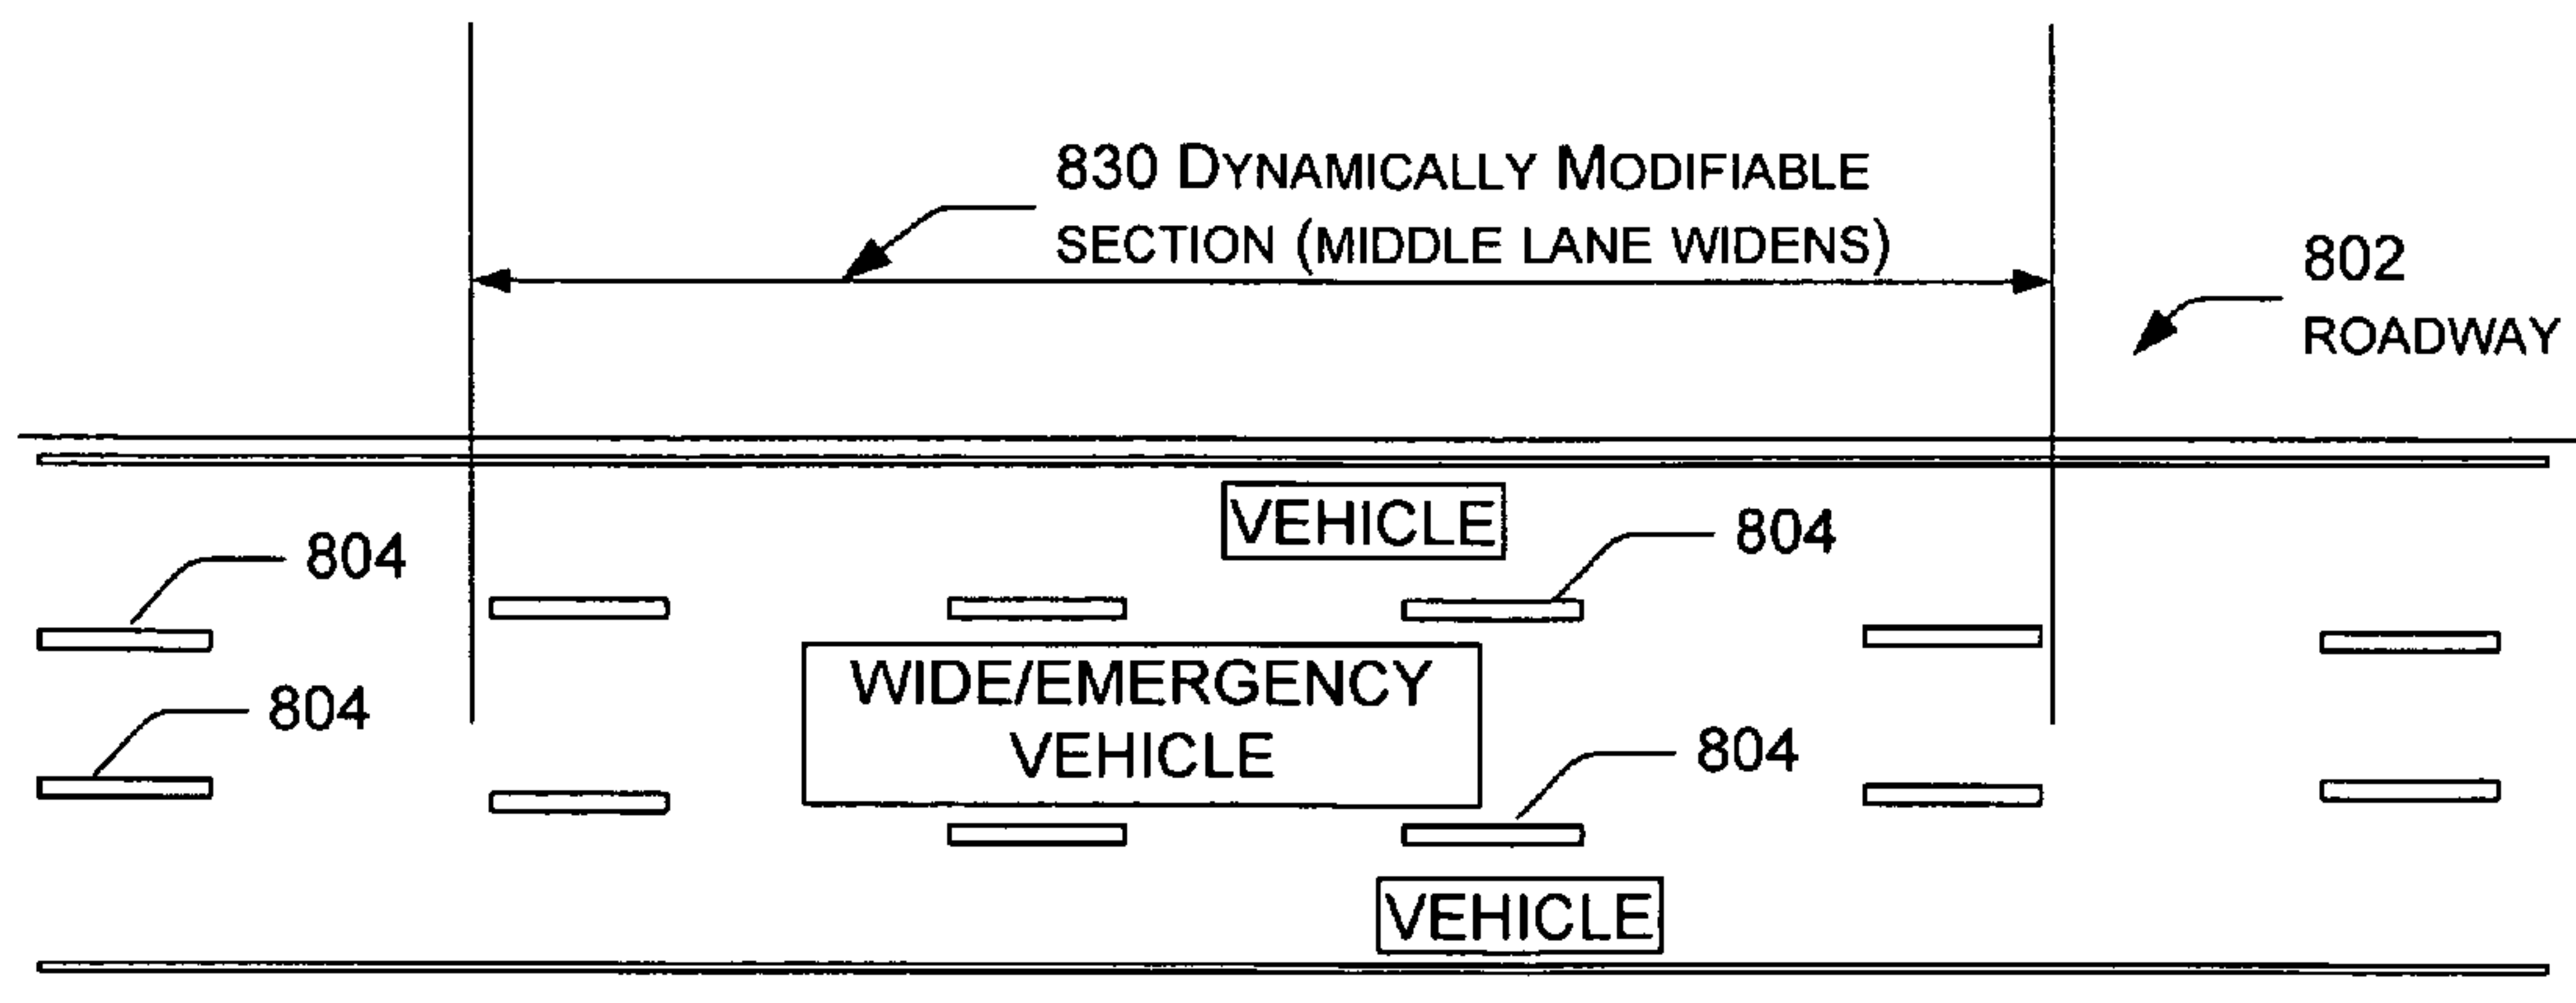 830 DYNAMICALLY MODIFIABLE
SECTION (MIDDLE LANE WIDENS)
802
ROADWAY
VEHICLE
804
804
WIDE/EMERGENCY
VEHICLE
804
804
VEHICLE